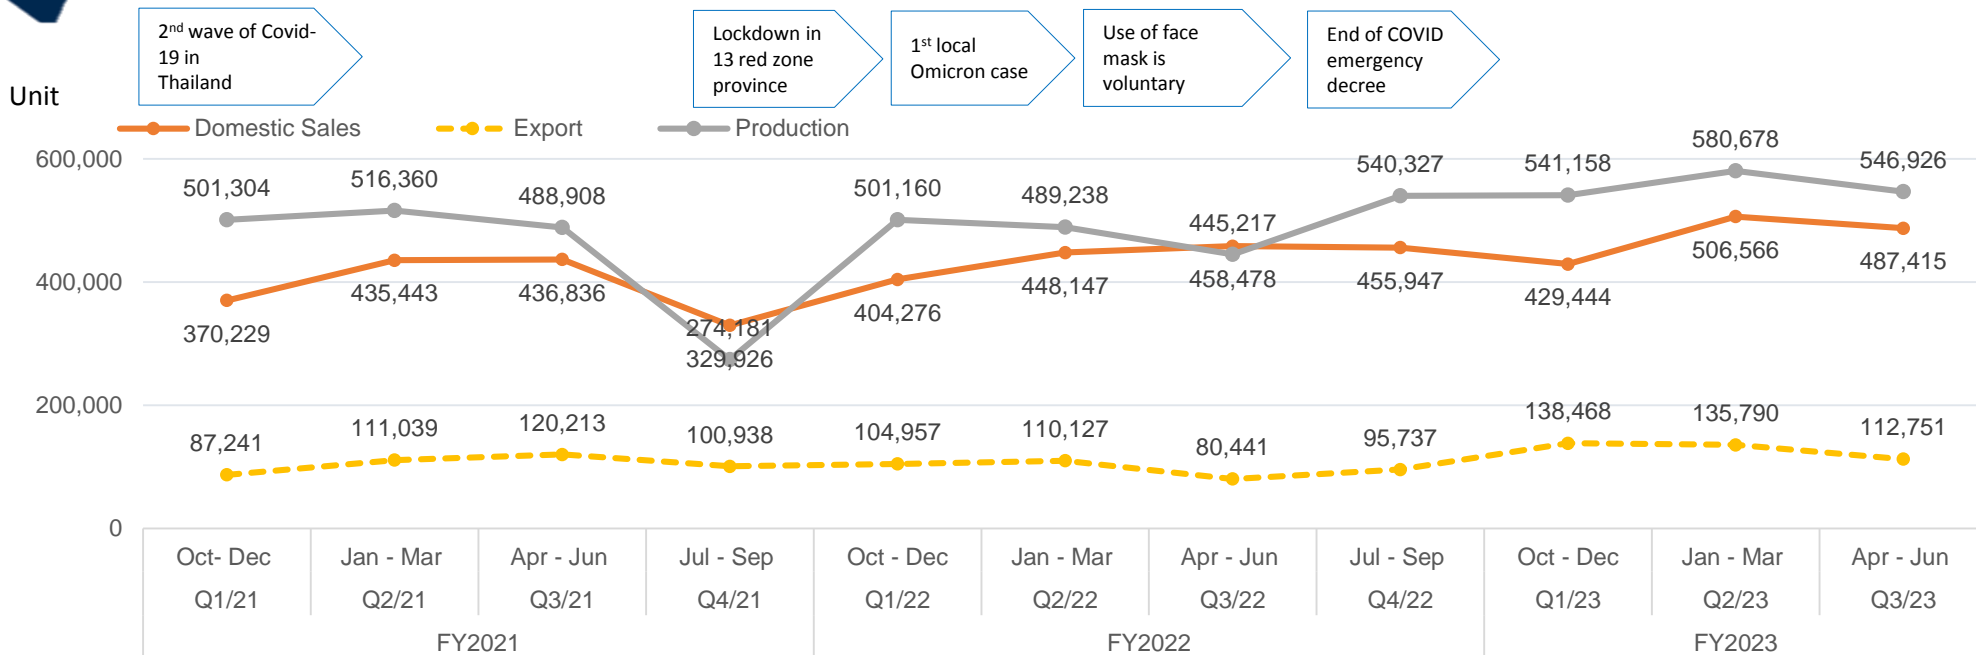 2nd wave of Covid-
19 in
Thailand
Lockdown in
13 red zone
province
1st local
Omicron case
Use of face
mask is
voluntary
End of COVID
emergency
decree
Unit
Domestic Sales
Export
Production
600,000
400,000
200,000
0
501,304
516,360
488,908
274,181
501,160
489,238
445,217
540,327
541,158
580,678
546,926
370,229
435,443
436,836
329,926
404,276
448,147
458,478
455,947
429,444
506,566
487,415
87,241
111,039
120,213
100,938
104,957
110,127
80,441
95,737
138,468
135,790
112,751
Oct- Dec
Jan - Mar
Apr - Jun
Jul - Sep
Oct - Dec
Jan - Mar
Apr - Jun
Jul - Sep
Oct - Dec
Jan - Mar
Apr - Jun
Q1/21
Q2/21
Q3/21
Q4/21
Q1/22
Q2/22
Q3/22
Q4/22
Q1/23
Q2/23
Q3/23
FY2021
FY2022
FY2023